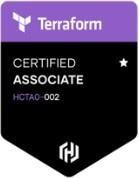 Terraform
CERTIFIED
ASSOCIATE
HCTA0-002